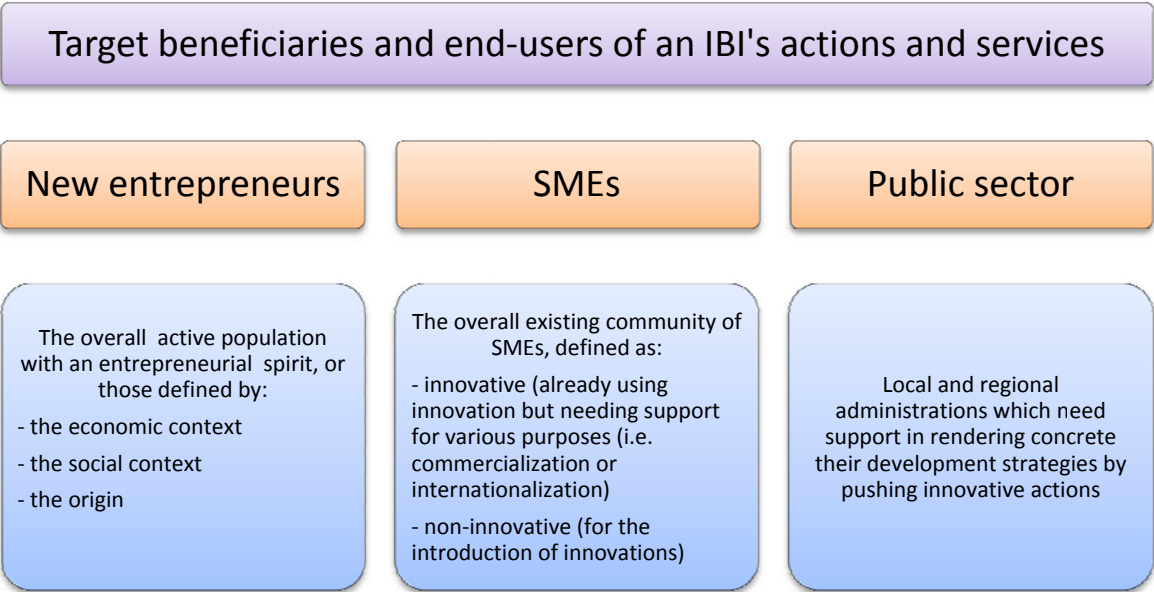 Target beneficiaries and end-users of an IBI's actions and services
New entrepreneurs
SMEs
Public sector
The overall active population
with an entrepreneurial spirit, or
those defined by:
- the economic context
- the social context
- the origin
The overall existing community of
SMEs, defined as:
- innovative (already using
innovation but needing support
for various purposes (i.e.
commercialization or
internationalization)
- non-innovative (for the
introduction of innovations)
Local and regional
administrations which need
support in rendering concrete
their development strategies by
pushing innovative actions